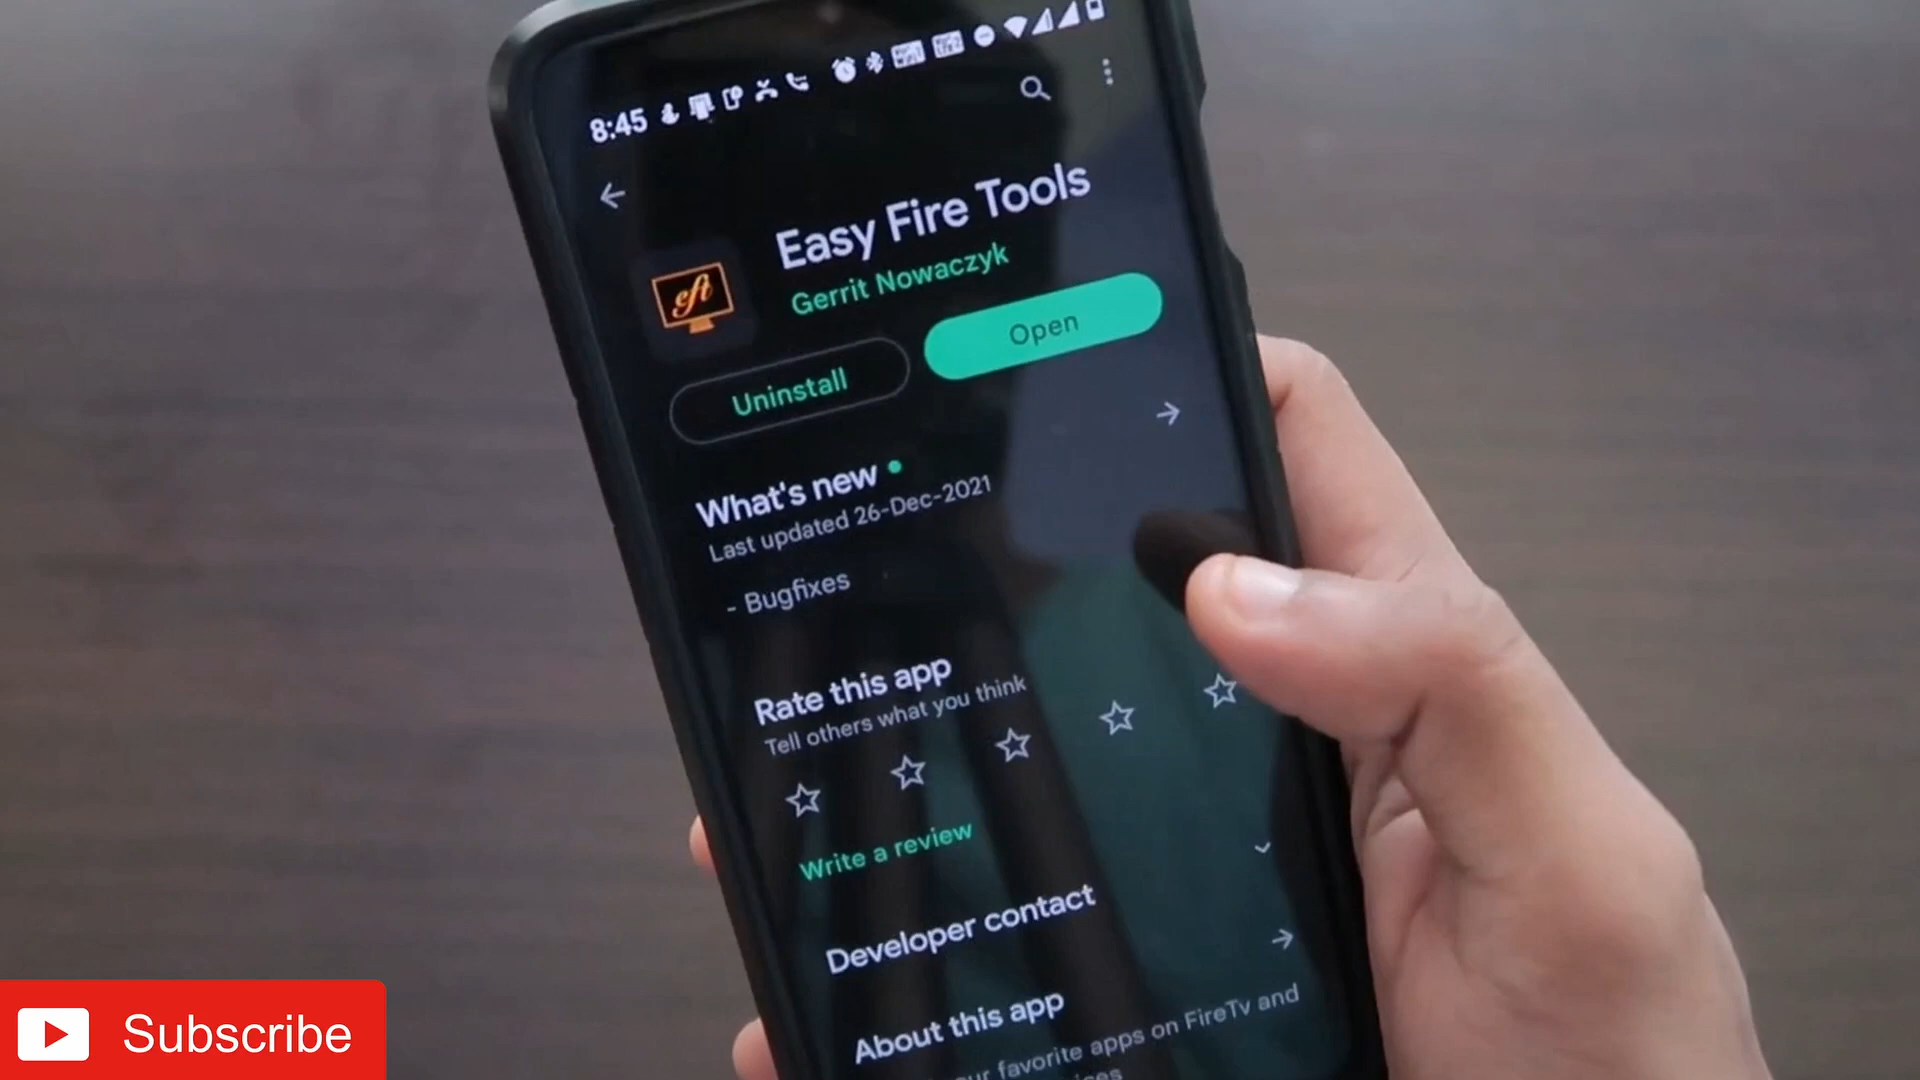 8:45
Easy Fire Tools
Gerrit Nowaczyk
eft
Uninstall
Open
What's new
Last updated 26-Dec-2021
- Bugfixes
Rate this app
Tell others what you think
Write a review
Developer contact
About this app
favorite apps on FireTv and
Subscribe